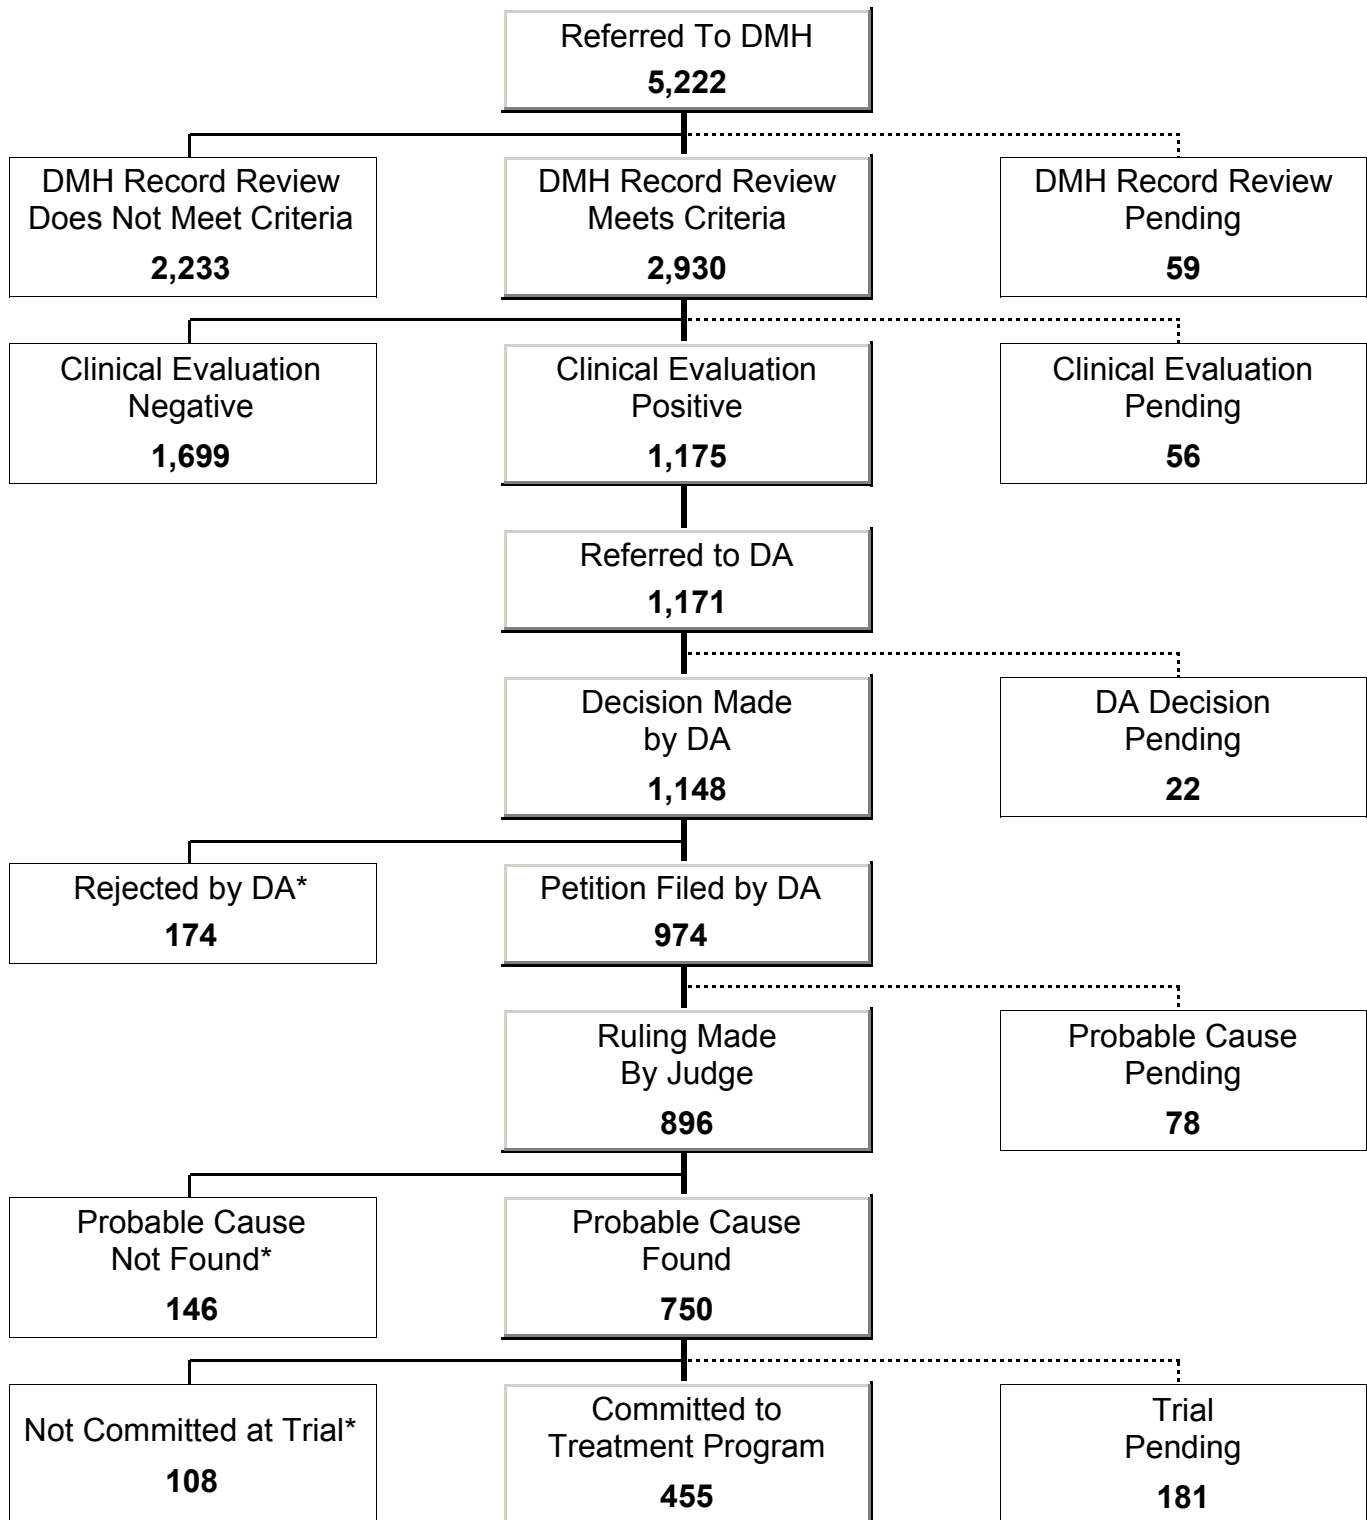 Referred To DMH
5,222
DMH Record Review
Does Not Meet Criteria
2,233
DMH Record Review
Meets Criteria
2,930
DMH Record Review
Pending
59
Clinical Evaluation
Negative
1,699
Clinical Evaluation
Positive
1,175
Clinical Evaluation
Pending
56
Referred to DA
1,171
Decision Made
by DA
1,148
DA Decision
Pending
22
Rejected by DA*
174
Petition Filed by DA
974
Ruling Made
By Judge
896
Probable Cause
Pending
78
Probable Cause
Not Found*
146
Probable Cause
Found
750
Not Committed at Trial*
108
Committed to
Treatment Program
455
Trial
Pending
181